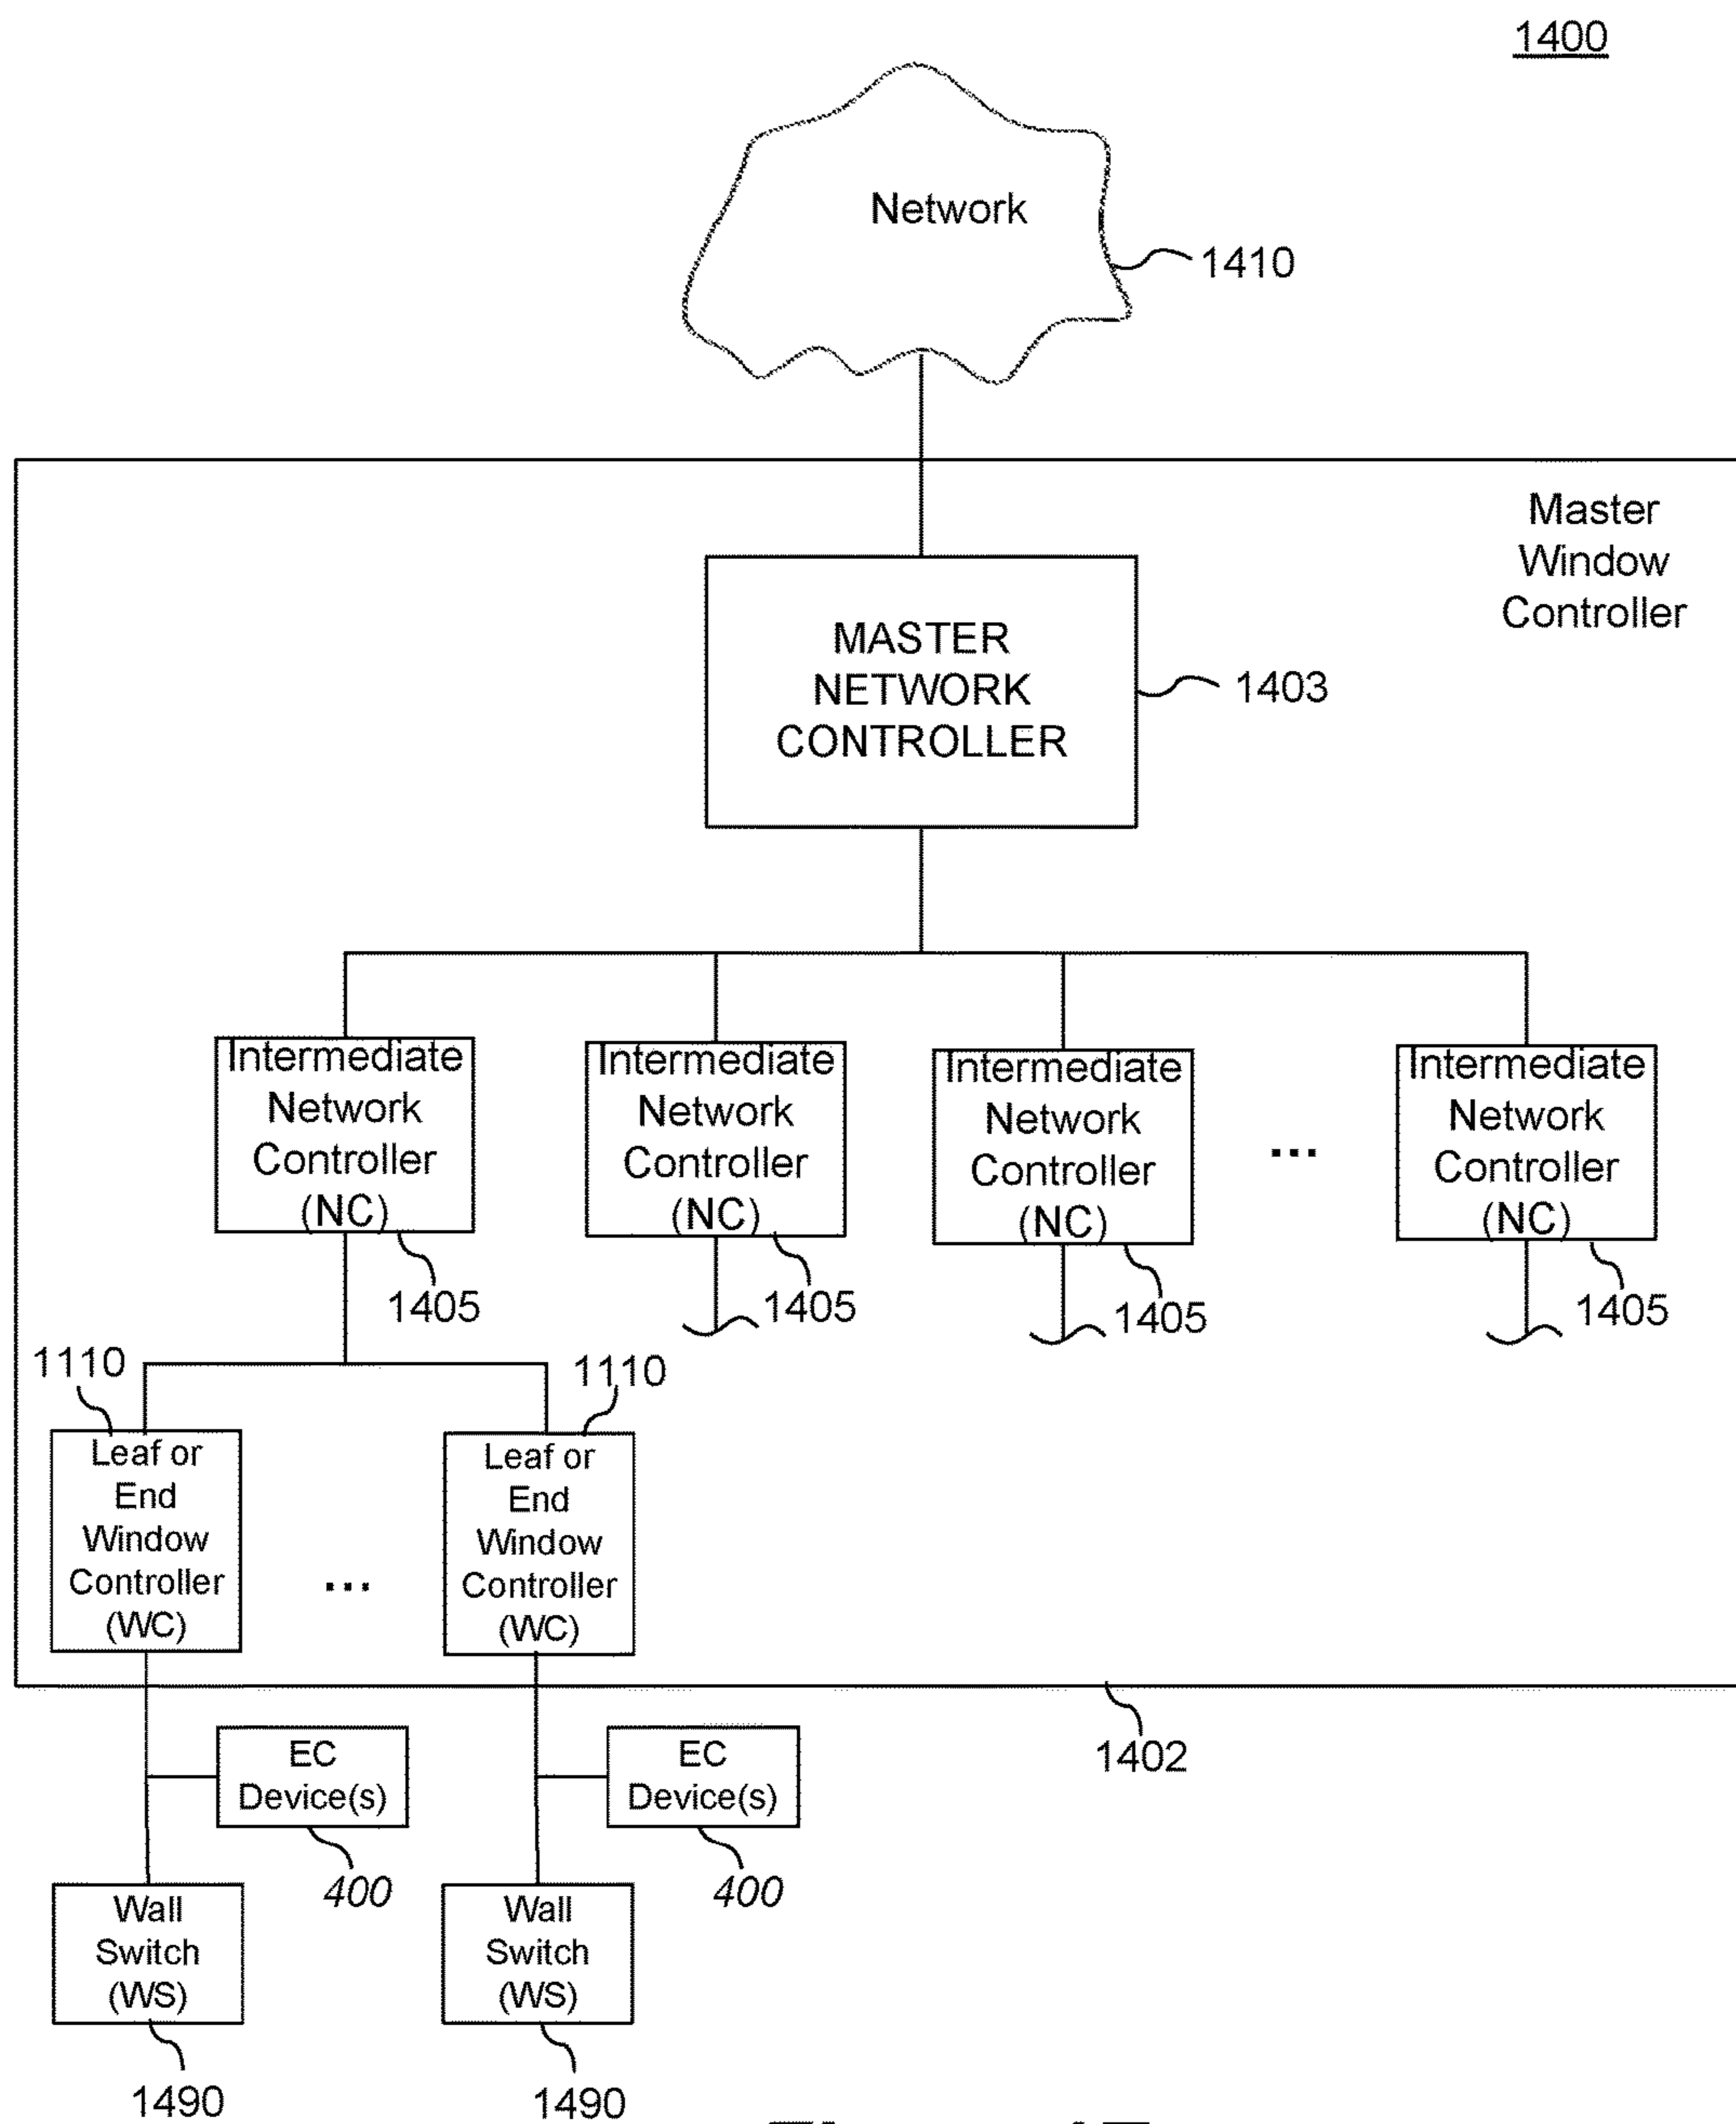 1400
Network
1410
Master
Window
Controller
MASTER
NETWORK
CONTROLLER
1403
Intermediate
Network
Controller
(NC)
1405
Intermediate
Network
Controller
(NC)
1405
Intermediate
Network
Controller
(NC)
1405
...
Intermediate
Network
Controller
(NC)
1405
1110
Leaf or
End
Window
Controller
(WC)
...
1110
Leaf or
End
Window
Controller
(WC)
1402
EC
Device(s)
400
EC
Device(s)
400
Wall
Switch
(WS)
1490
Wall
Switch
(WS)
1490